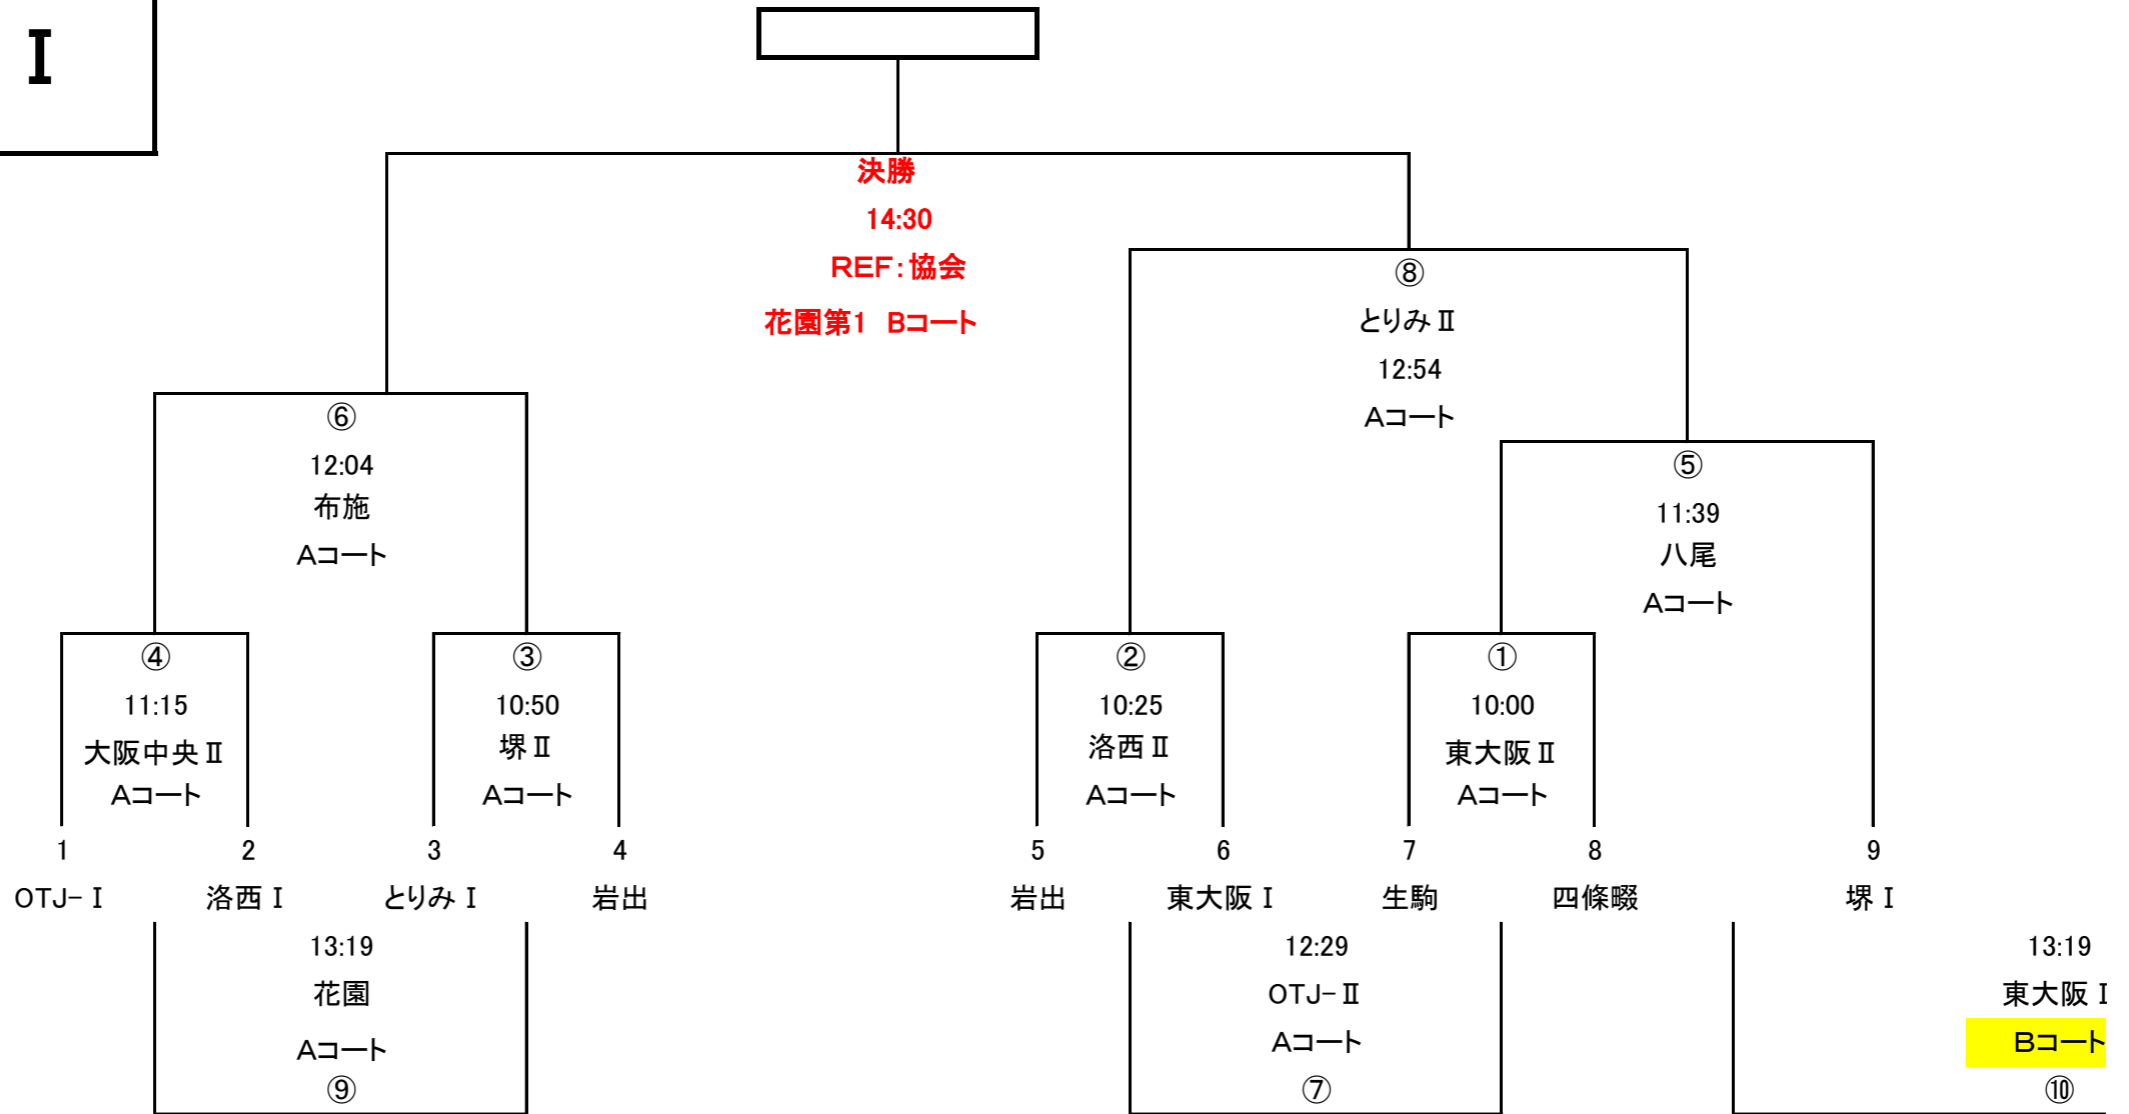 Ⅰ
決勝
14:30
REF：協会
花園第1 Bコート
⑧
とりみⅡ
12:54
Aコート
⑥
12:04
布施
Aコート
⑤
11:39
八尾
Aコート
④
11:15
大阪中央Ⅱ
Aコート
③
10:50
堺Ⅱ
Aコート
②
10:25
洛西Ⅱ
Aコート
①
10:00
東大阪Ⅱ
Aコート
1 2 3 4 5 6 7 8 9
OTJ-Ⅰ 洛西Ⅰ とりみⅠ 岩出 岩出 東大阪Ⅰ 生駒 四條畷 堺Ⅰ
13:19
花園
Aコート
⑨
12:29
OTJ-Ⅱ
Aコート
⑦
13:19
東大阪
Bコート
⑩